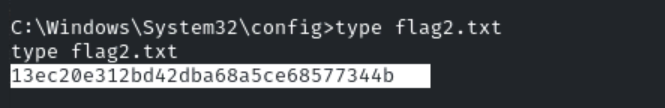 C:\Windows\System32\config>type flag2.txt
type flag2.txt
13ec20e312bd42dba68a5ce68577344b